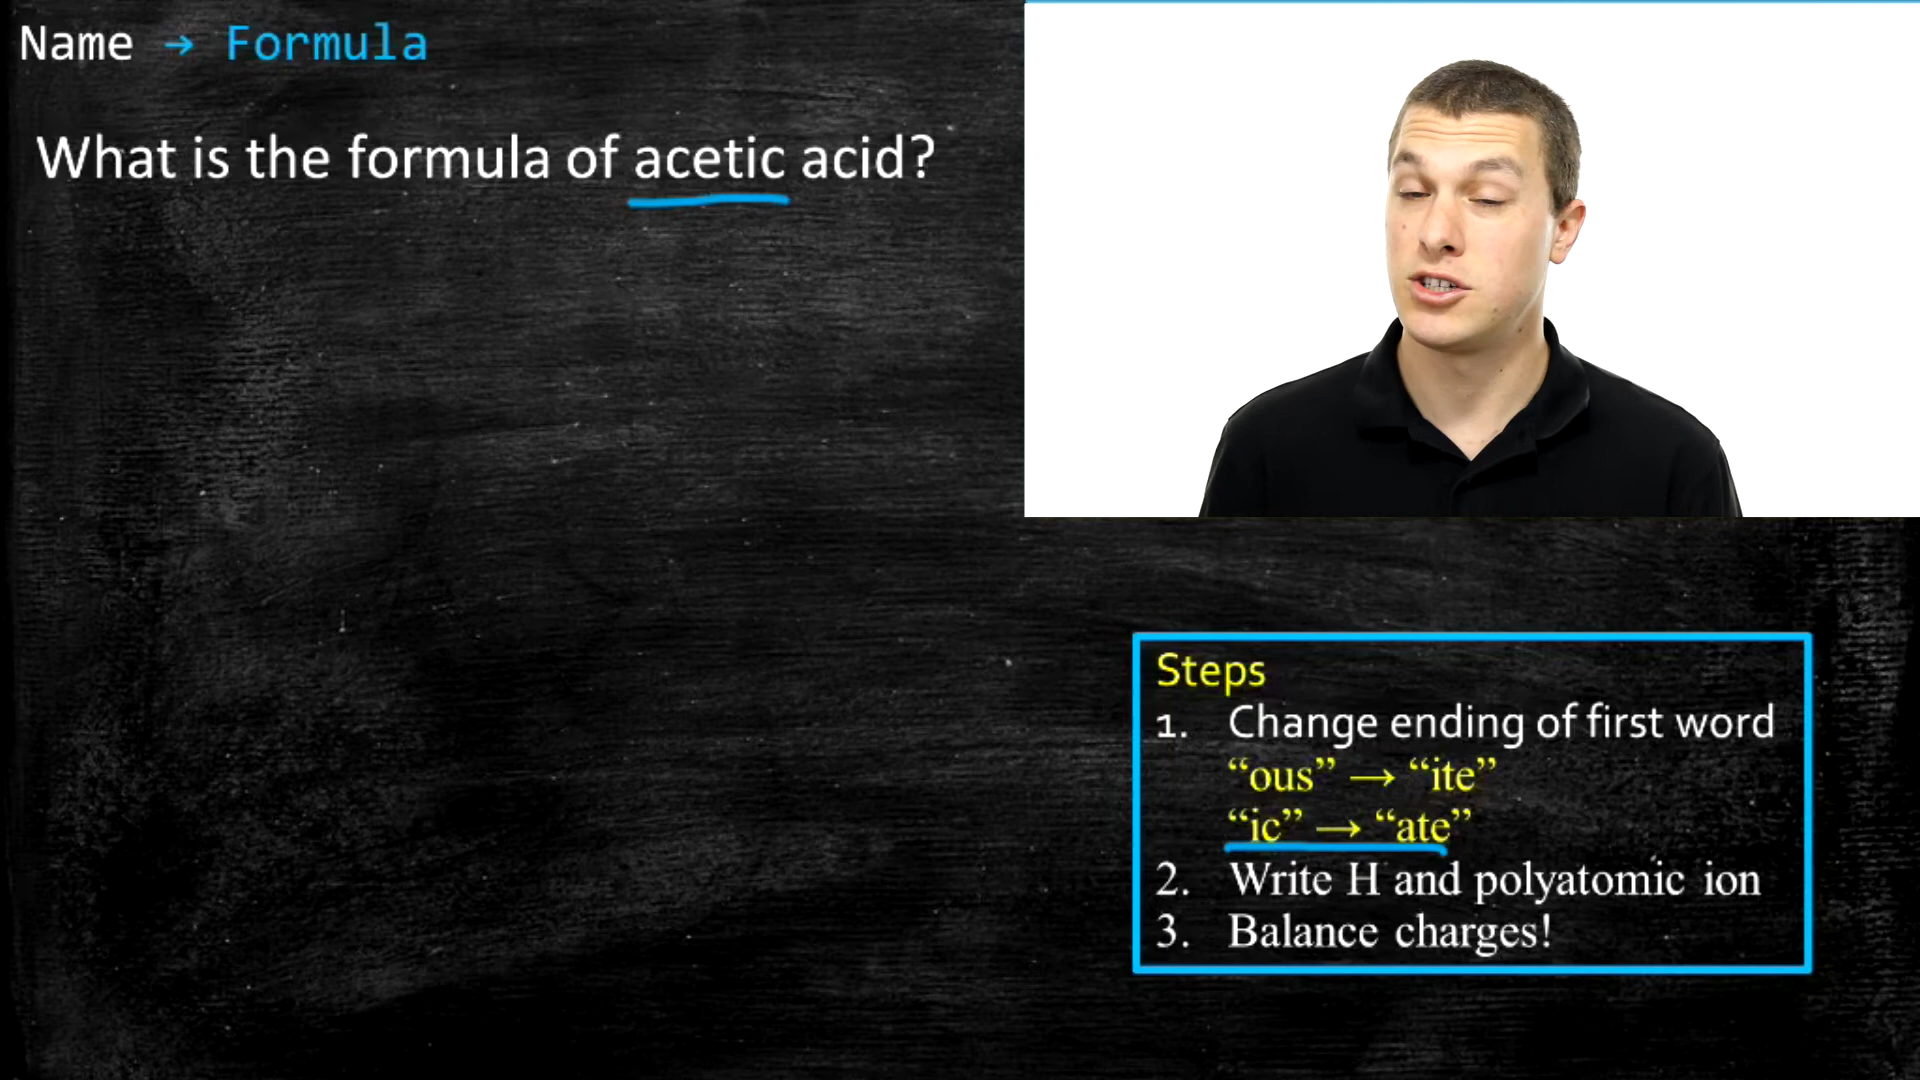 Name → Formula
What is the formula of acetic acid?
Steps
1. Change ending of first word
“ous” → “ite”
“ic” → “ate”
2. Write H and polyatomic ion
3. Balance charges!